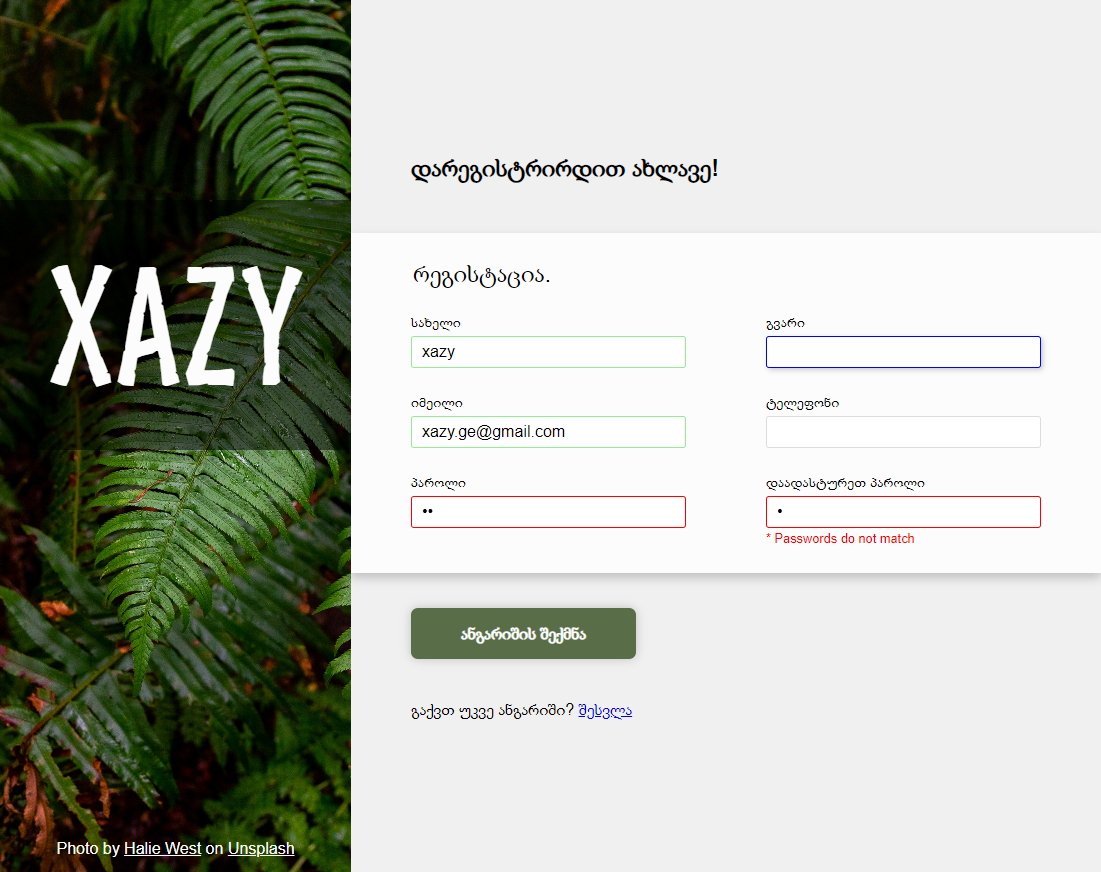 XAZY
Photo by Halie West on Unsplash
დარეგისტრირდით ახლავე!
რეგისტაცია.
სახელი
xazy
გვარი
იმეილი
xazy.ge@gmail.com
ტელეფონი
პაროლი
••
დაადასტურეთ პაროლი
•
* Passwords do not match
ანგარიშის შექმნა
გაქვთ უკვე ანგარიში? შესვლა